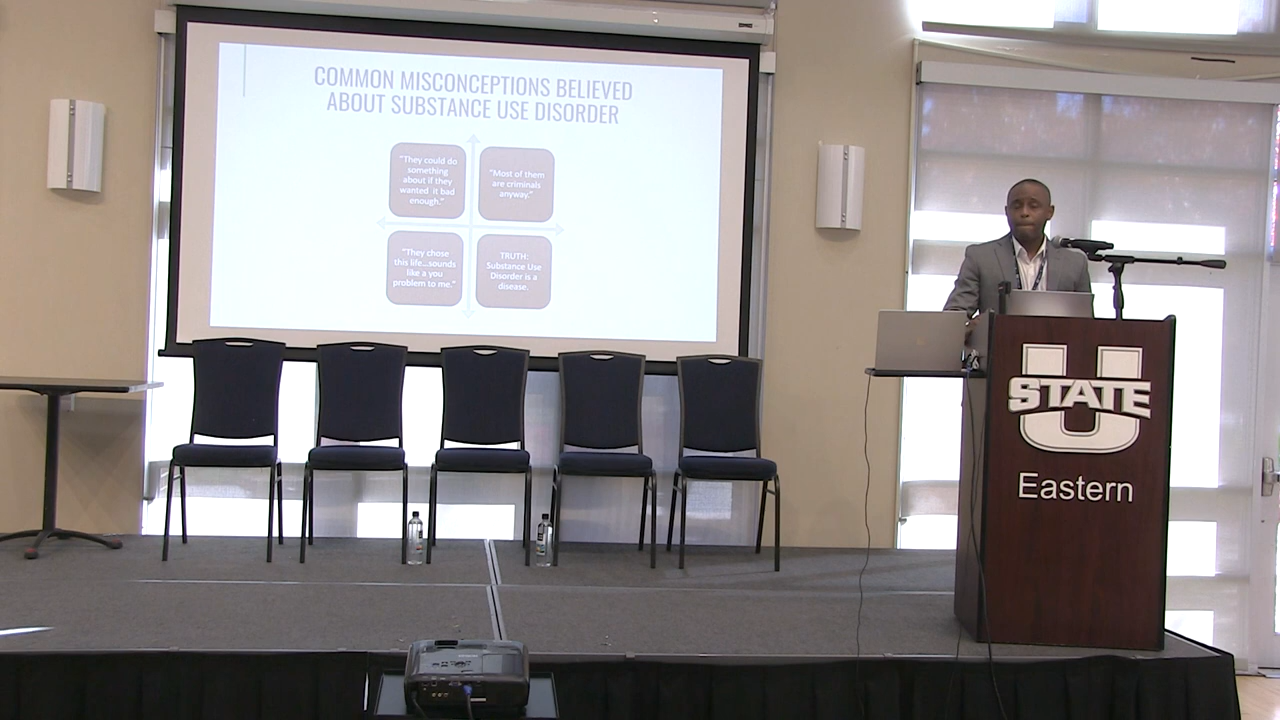 COMMON MISCONCEPTIONS BELIEVED
ABOUT SUBSTANCE USE DISORDER
"They could do
something
about if they
wanted it bad
enough."
"Most of them
are criminals
anyway."
"They chose
this life...sounds
like a you
problem to me."
TRUTH:
Substance Use
Disorder is a
disease.
U
STATE
Eastern